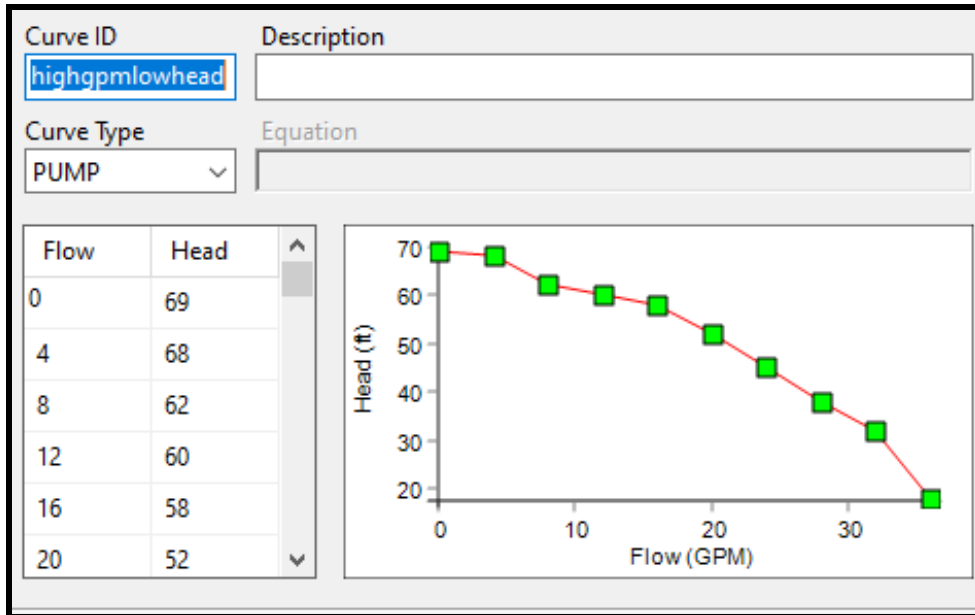 Curve ID Description
highgpmlowhead
Curve Type Equation
PUMP
Flow Head
0 69
4 68
8 62
12 60
16 58
20 52
70
60
50
40
30
20
Head (ft)
0 10 20 30
Flow (GPM)